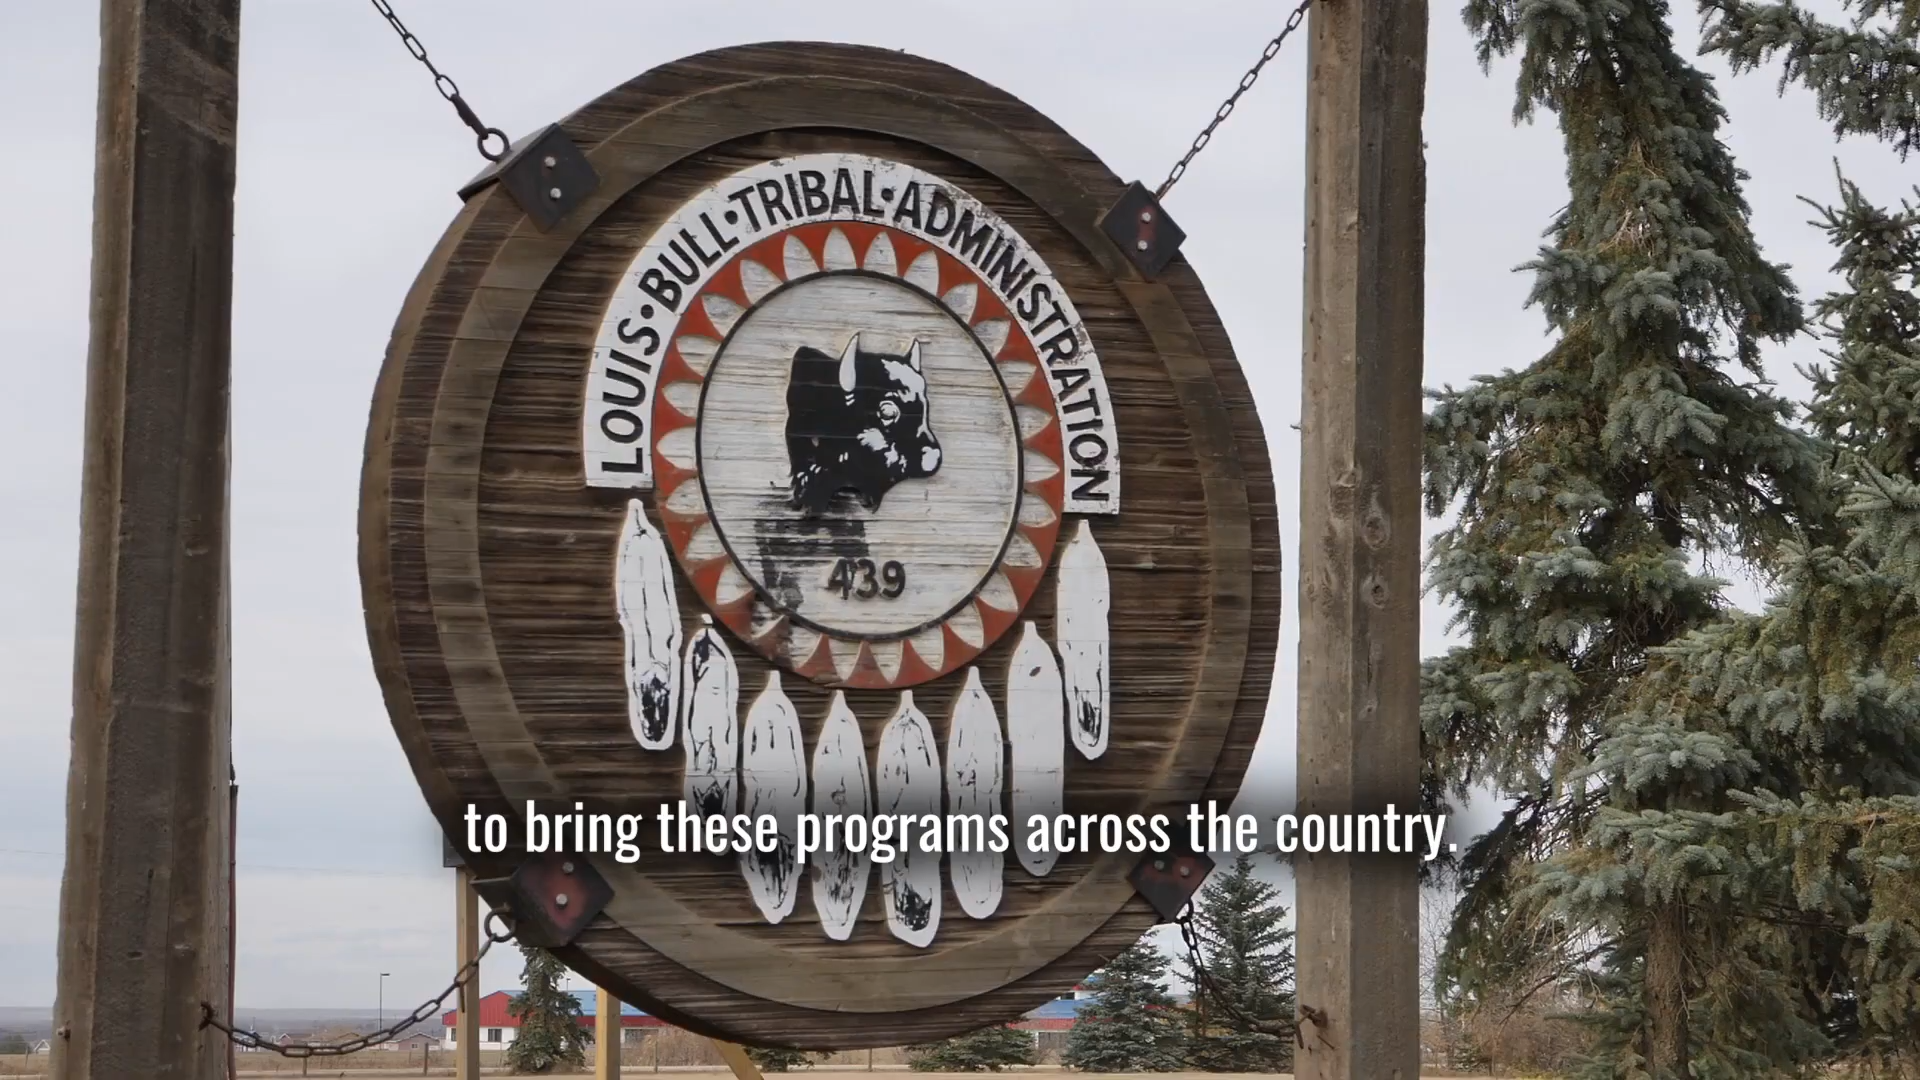 LOUIS·BULL·TRIBAL·ADMINISTRATION
439
to bring these programs across the country.